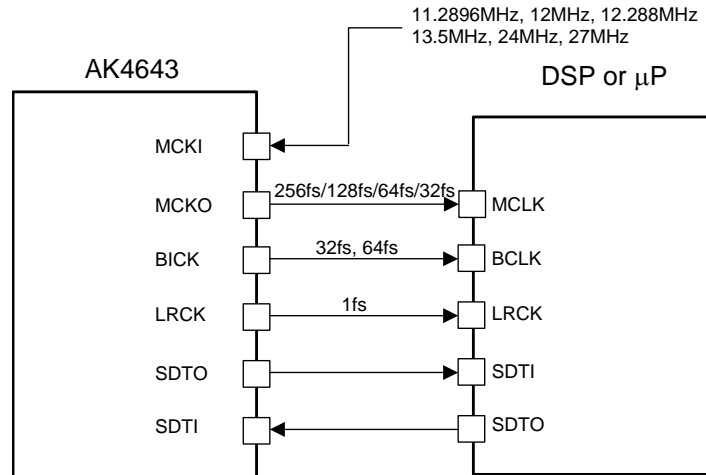 11.2896MHz, 12MHz, 12.288MHz
13.5MHz, 24MHz, 27MHz
AK4643
DSP or μP
MCKI
MCKO
256fs/128fs/64fs/32fs
MCLK
BICK
32fs, 64fs
BCLK
LRCK
1fs
LRCK
SDTO
SDTI
SDTI
SDTO